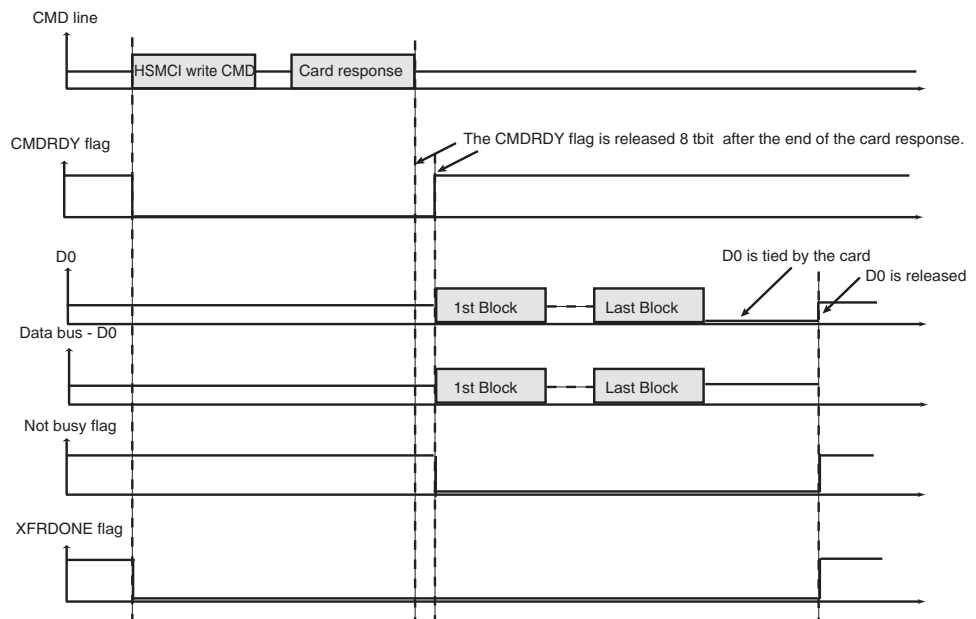 CMD line
HSMCI write CMD
Card response
The CMDRDY flag is released 8 tbit after the end of the card response.
CMDRDY flag
D0 is tied by the card
D0
D0 is released
1st Block
Last Block
Data bus - D0
1st Block
Last Block
Not busy flag
XFRDONE flag